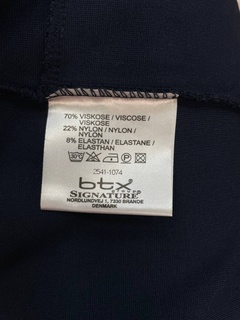 70% VISKOSE / VISCOSE /
VISKOSE
22% NYLON / NYLON /
NYLON
8% ELASTAN / ELASTANE /
ELASTHAN
30°
2541-1074
btx
GROUP
SIGNATURE
NORDLUNDVEJ 1, 7330 BRANDE
DENMARK